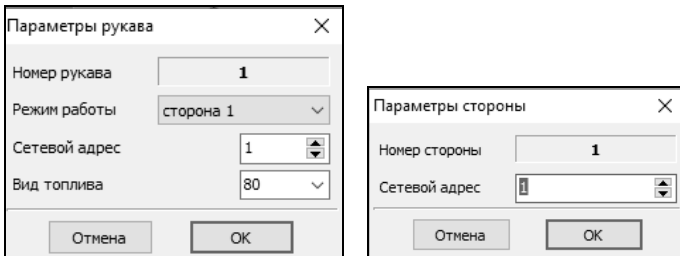 Параметры рукава
Номер рукава 1
Режим работы сторона 1
Сетевой адрес 1
Вид топлива 80
Отмена OK
Параметры стороны
Номер стороны 1
Сетевой адрес 1
Отмена OK